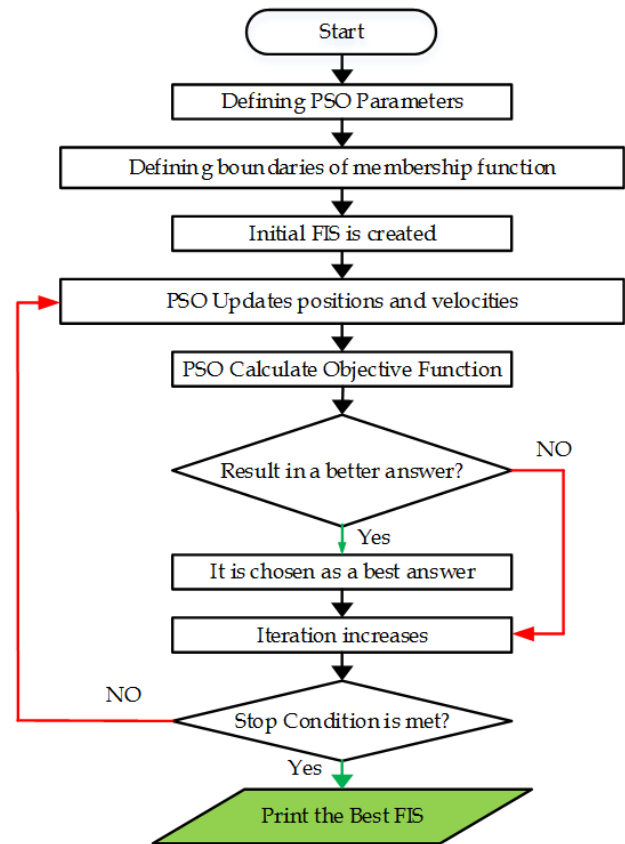 Start
Defining PSO Parameters
Defining boundaries of membership function
Initial FIS is created
PSO Updates positions and velocities
PSO Calculate Objective Function
NO
Result in a better answer?
Yes
It is chosen as a best answer
Iteration increases
NO
Stop Condition is met?
Yes
Print the Best FIS